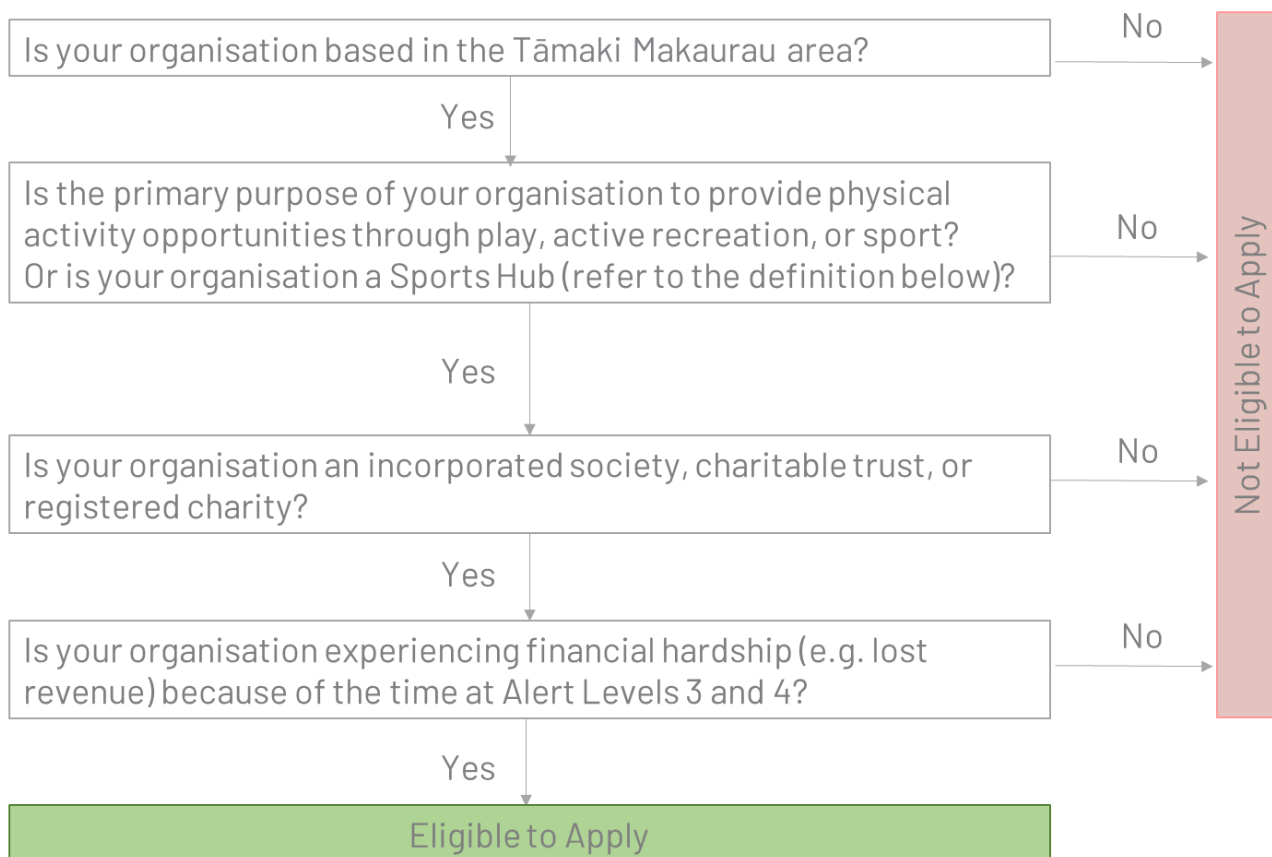 Is your organisation based in the Tāmaki Makaurau area?
No
Yes
Is the primary purpose of your organisation to provide physical
activity opportunities through play, active recreation, or sport?
Or is your organisation a Sports Hub (refer to the definition below)?
No
Yes
Is your organisation an incorporated society, charitable trust, or
registered charity?
No
Yes
Is your organisation experiencing financial hardship (e.g. lost
revenue) because of the time at Alert Levels 3 and 4?
No
Yes
Eligible to Apply
Not Eligible to Apply